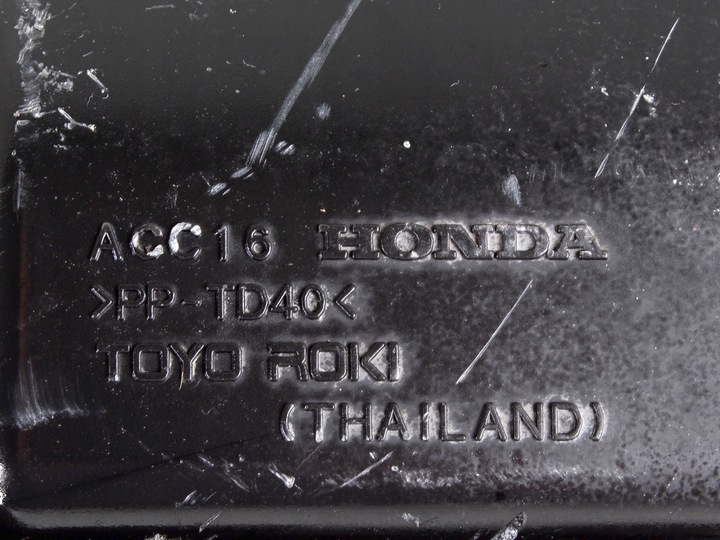 ACC16 HONDA
>PP-TD40<
TOYO ROKI
(THAILAND)